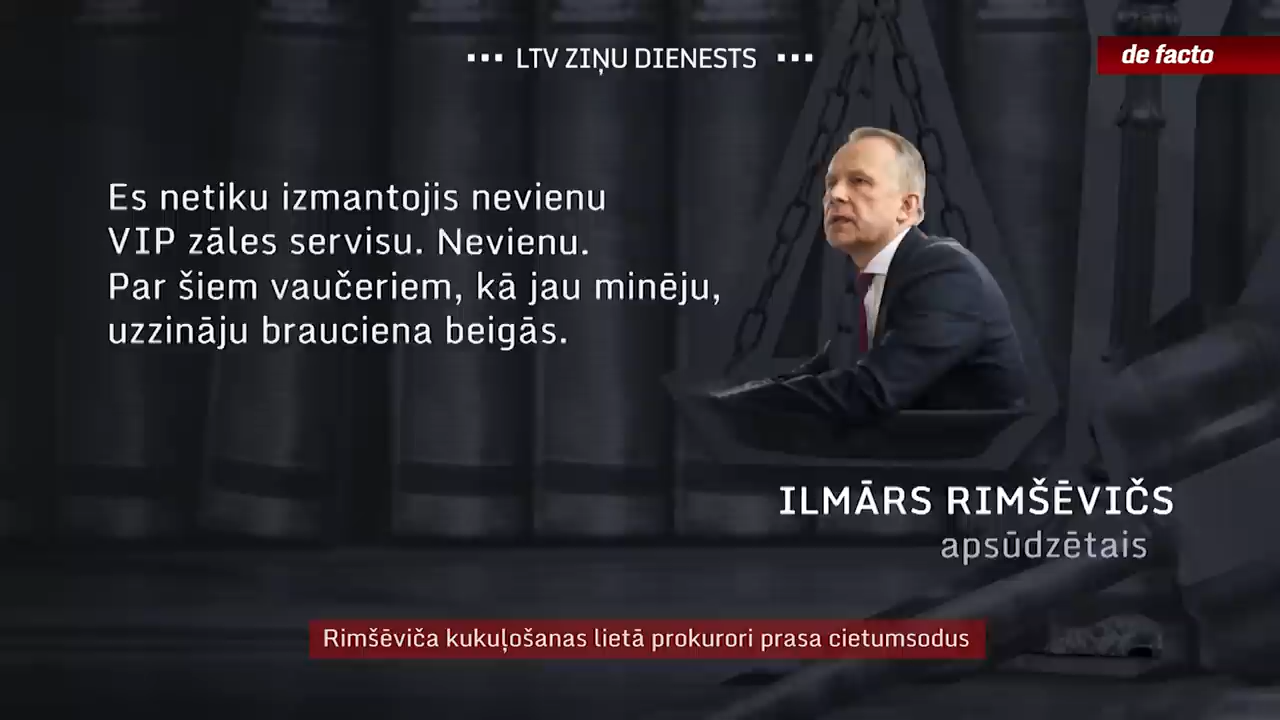 ▪▪▪ LTV ZIŅU DIENESTS ▪▪▪
de facto
Es netiku izmantojis nevienu
VIP zāles servisu. Nevienu.
Par šiem vaučeriem, kā jau minēju,
uzzināju brauciena beigās.
ILMĀRS RIMŠĒVIČS
apsūdzētais
Rimšēviča kukuļošanas lietā prokurori prasa cietumsodus